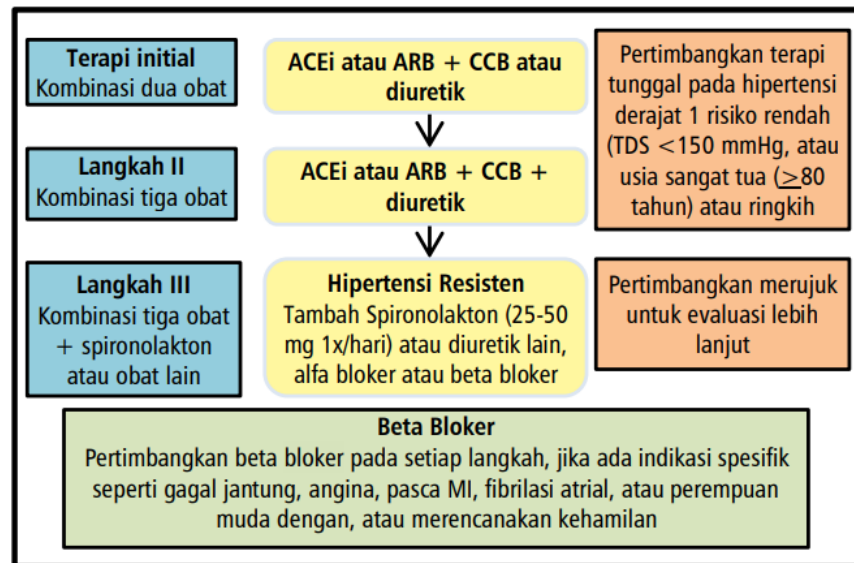 Terapi initial
Kombinasi dua obat
ACEi atau ARB + CCB atau
diuretik
Pertimbangkan terapi
tunggal pada hipertensi
derajat 1 risiko rendah
(TDS <150 mmHg, atau
usia sangat tua (≥80
tahun) atau ringkih
Langkah II
Kombinasi tiga obat
ACEi atau ARB + CCB +
diuretik
Langkah III
Kombinasi tiga obat
+ spironolakton
atau obat lain
Hipertensi Resisten
Tambah Spironolakton (25-50
mg 1x/hari) atau diuretik lain,
alfa bloker atau beta bloker
Pertimbangkan merujuk
untuk evaluasi lebih
lanjut
Beta Bloker
Pertimbangkan beta bloker pada setiap langkah, jika ada indikasi spesifik
seperti gagal jantung, angina, pasca MI, fibrilasi atrial, atau perempuan
muda dengan, atau merencanakan kehamilan